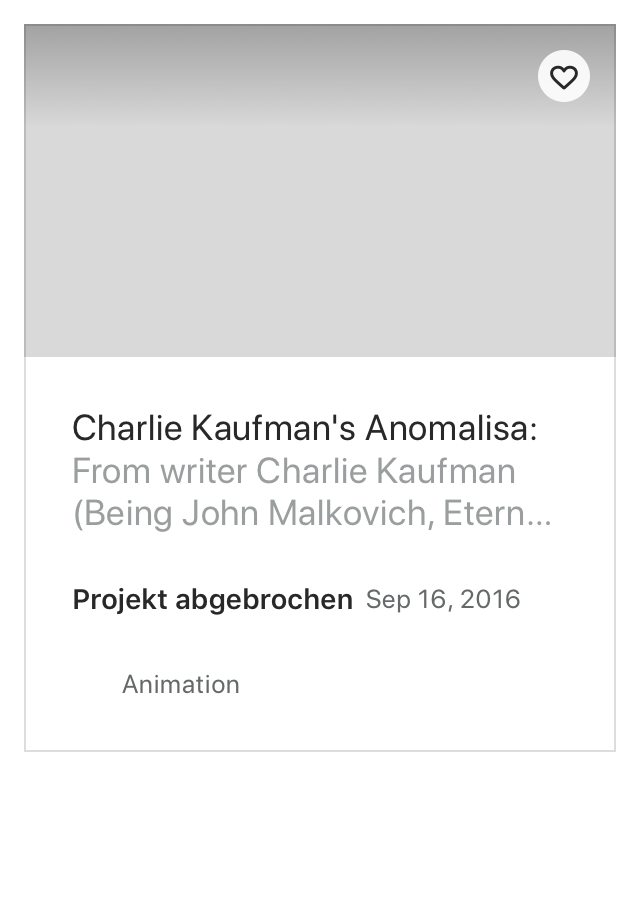 Charlie Kaufman's Anomalisa:
From writer Charlie Kaufman
(Being John Malkovich, Etern...
Projekt abgebrochen Sep 16, 2016
Animation